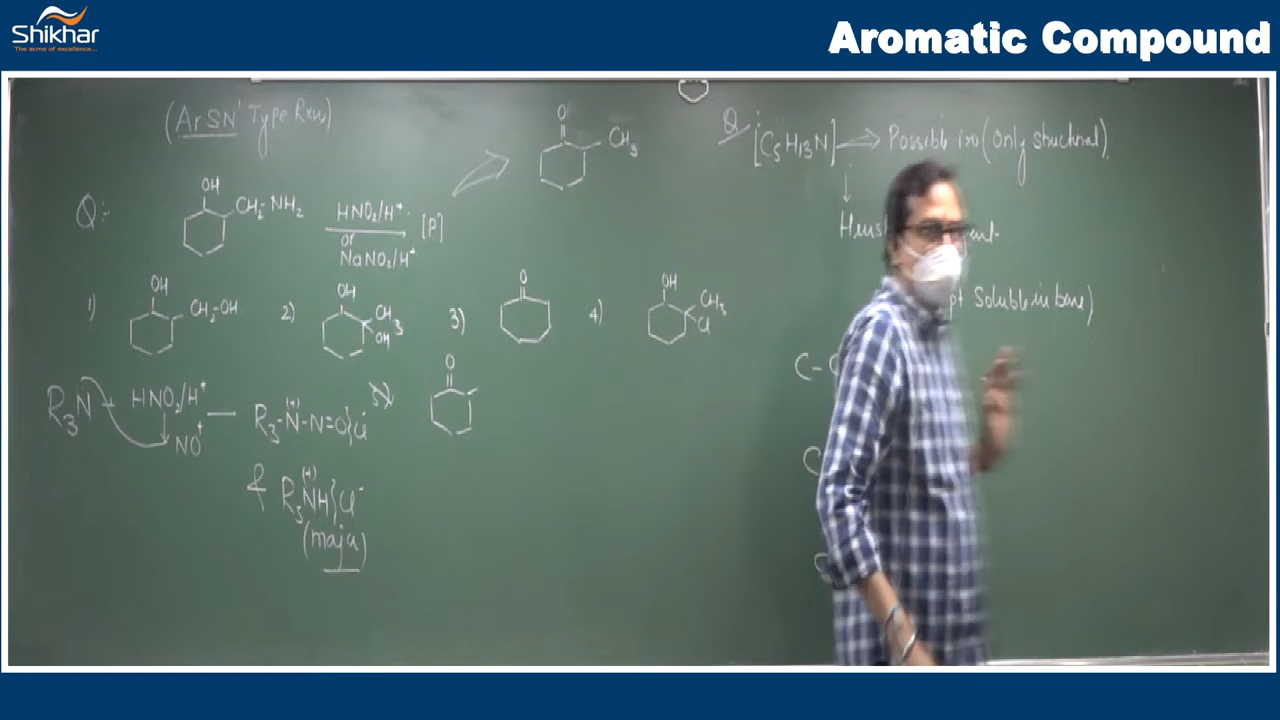 Shikhar
The acme of excellence...
Aromatic Compound
(ArSN¹ Type Rxn)
O
CH₃
Q:-
OH
CH₂-NH₂
HNO₂/H⁺
or
NaNO₂/H⁺
[P]
1)
OH
CH₂-OH
2)
OH
CH₃
OH
3)
O
4)
OH
CH₃
Cl
R₃N + HNO₂/H⁺
NO⁺
R₃-N-N=O}Cl⁻
(+)
O
& R₃NH}Cl⁻
(+)
(major)
Q
[C₅H₁₃N] → Possible iso (Only structural)
Soluble in base)